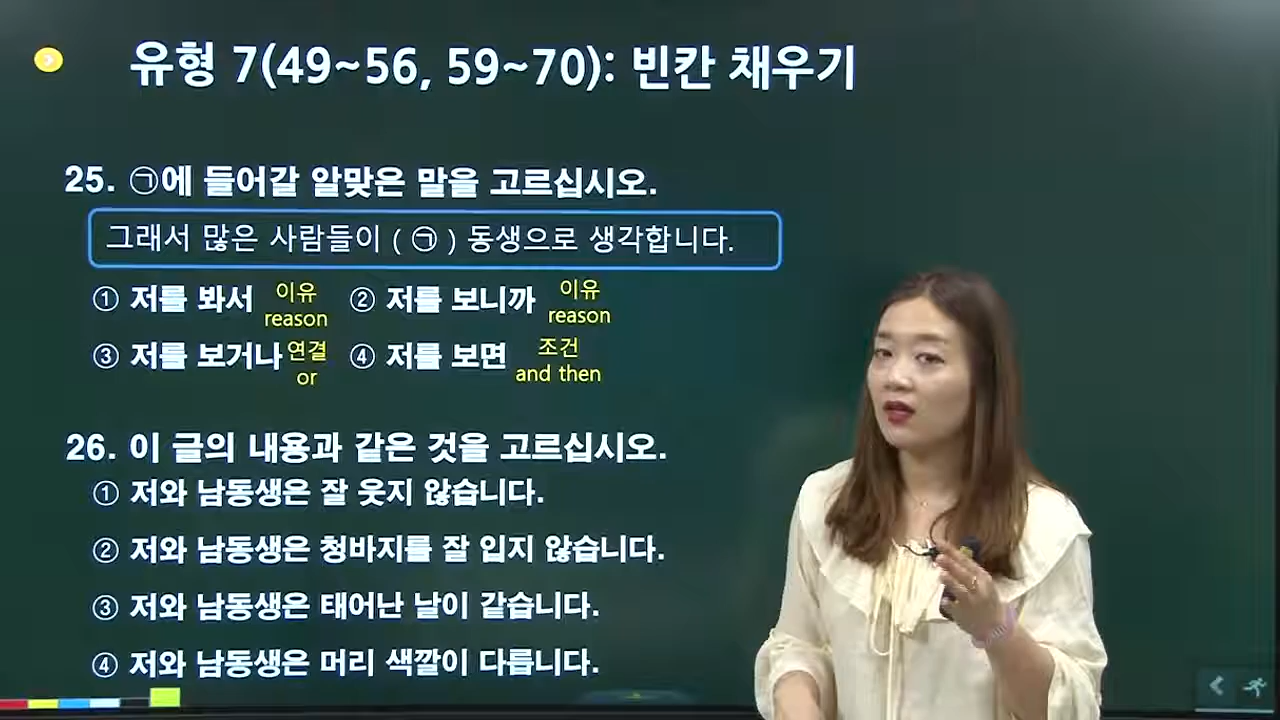 유형 7(49~56, 59~70): 빈칸 채우기
25. ㉠에 들어갈 알맞은 말을 고르십시오.
그래서 많은 사람들이 ( ㉠ ) 동생으로 생각합니다.
① 저를 봐서 이유 reason ② 저를 보니까 이유 reason
③ 저를 보거나 연결 or ④ 저를 보면 조건 and then
26. 이 글의 내용과 같은 것을 고르십시오.
① 저와 남동생은 잘 웃지 않습니다.
② 저와 남동생은 청바지를 잘 입지 않습니다.
③ 저와 남동생은 태어난 날이 같습니다.
④ 저와 남동생은 머리 색깔이 다릅니다.